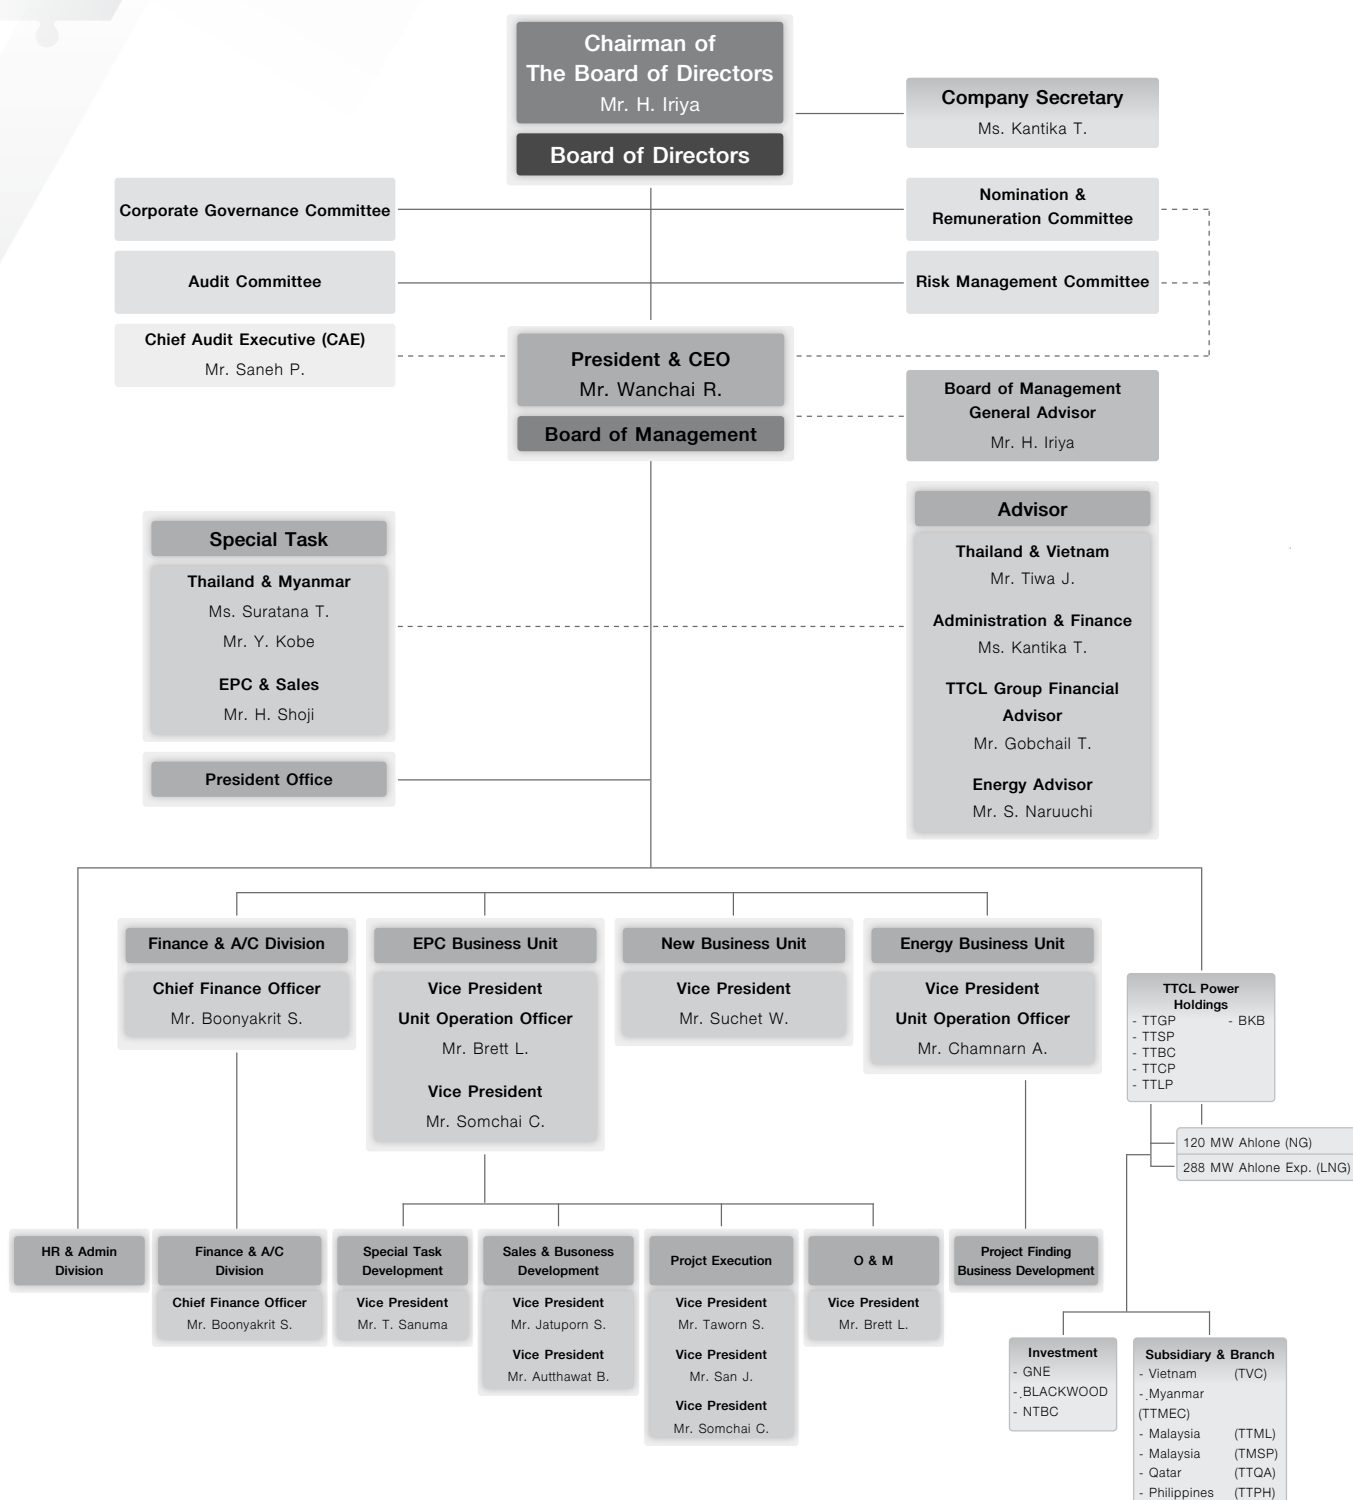 Chairman of
The Board of Directors
Mr. H. Iriya
Board of Directors
Company Secretary
Ms. Kantika T.
Corporate Governance Committee
Nomination &
Remuneration Committee
Audit Committee
Risk Management Committee
Chief Audit Executive (CAE)
Mr. Saneh P.
President & CEO
Mr. Wanchai R.
Board of Management
Board of Management
General Advisor
Mr. H. Iriya
Special Task
Thailand & Myanmar
Ms. Suratana T.
Mr. Y. Kobe
EPC & Sales
Mr. H. Shoji
President Office
Advisor
Thailand & Vietnam
Mr. Tiwa J.
Administration & Finance
Ms. Kantika T.
TTCL Group Financial
Advisor
Mr. Gobchail T.
Energy Advisor
Mr. S. Naruuchi
Finance & A/C Division
Chief Finance Officer
Mr. Boonyakrit S.
EPC Business Unit
Vice President
Unit Operation Officer
Mr. Brett L.
Vice President
Mr. Somchai C.
New Business Unit
Vice President
Mr. Suchet W.
Energy Business Unit
Vice President
Unit Operation Officer
Mr. Chamnarn A.
TTCL Power
Holdings
- TTGP - BKB
- TTSP
- TTBC
- TTCP
- TTLP
120 MW Ahlone (NG)
288 MW Ahlone Exp. (LNG)
HR & Admin
Division
Finance & A/C
Division
Chief Finance Officer
Mr. Boonyakrit S.
Special Task
Development
Vice President
Mr. T. Sanuma
Sales & Busoness
Development
Vice President
Mr. Jatuporn S.
Vice President
Mr. Autthawat B.
Projct Execution
Vice President
Mr. Taworn S.
Vice President
Mr. San J.
Vice President
Mr. Somchai C.
O & M
Vice President
Mr. Brett L.
Project Finding
Business Development
Investment
- GNE
- BLACKWOOD
- NTBC
Subsidiary & Branch
- Vietnam (TVC)
- Myanmar
(TTMEC)
- Malaysia (TTML)
- Malaysia (TMSP)
- Qatar (TTQA)
- Philippines (TTPH)